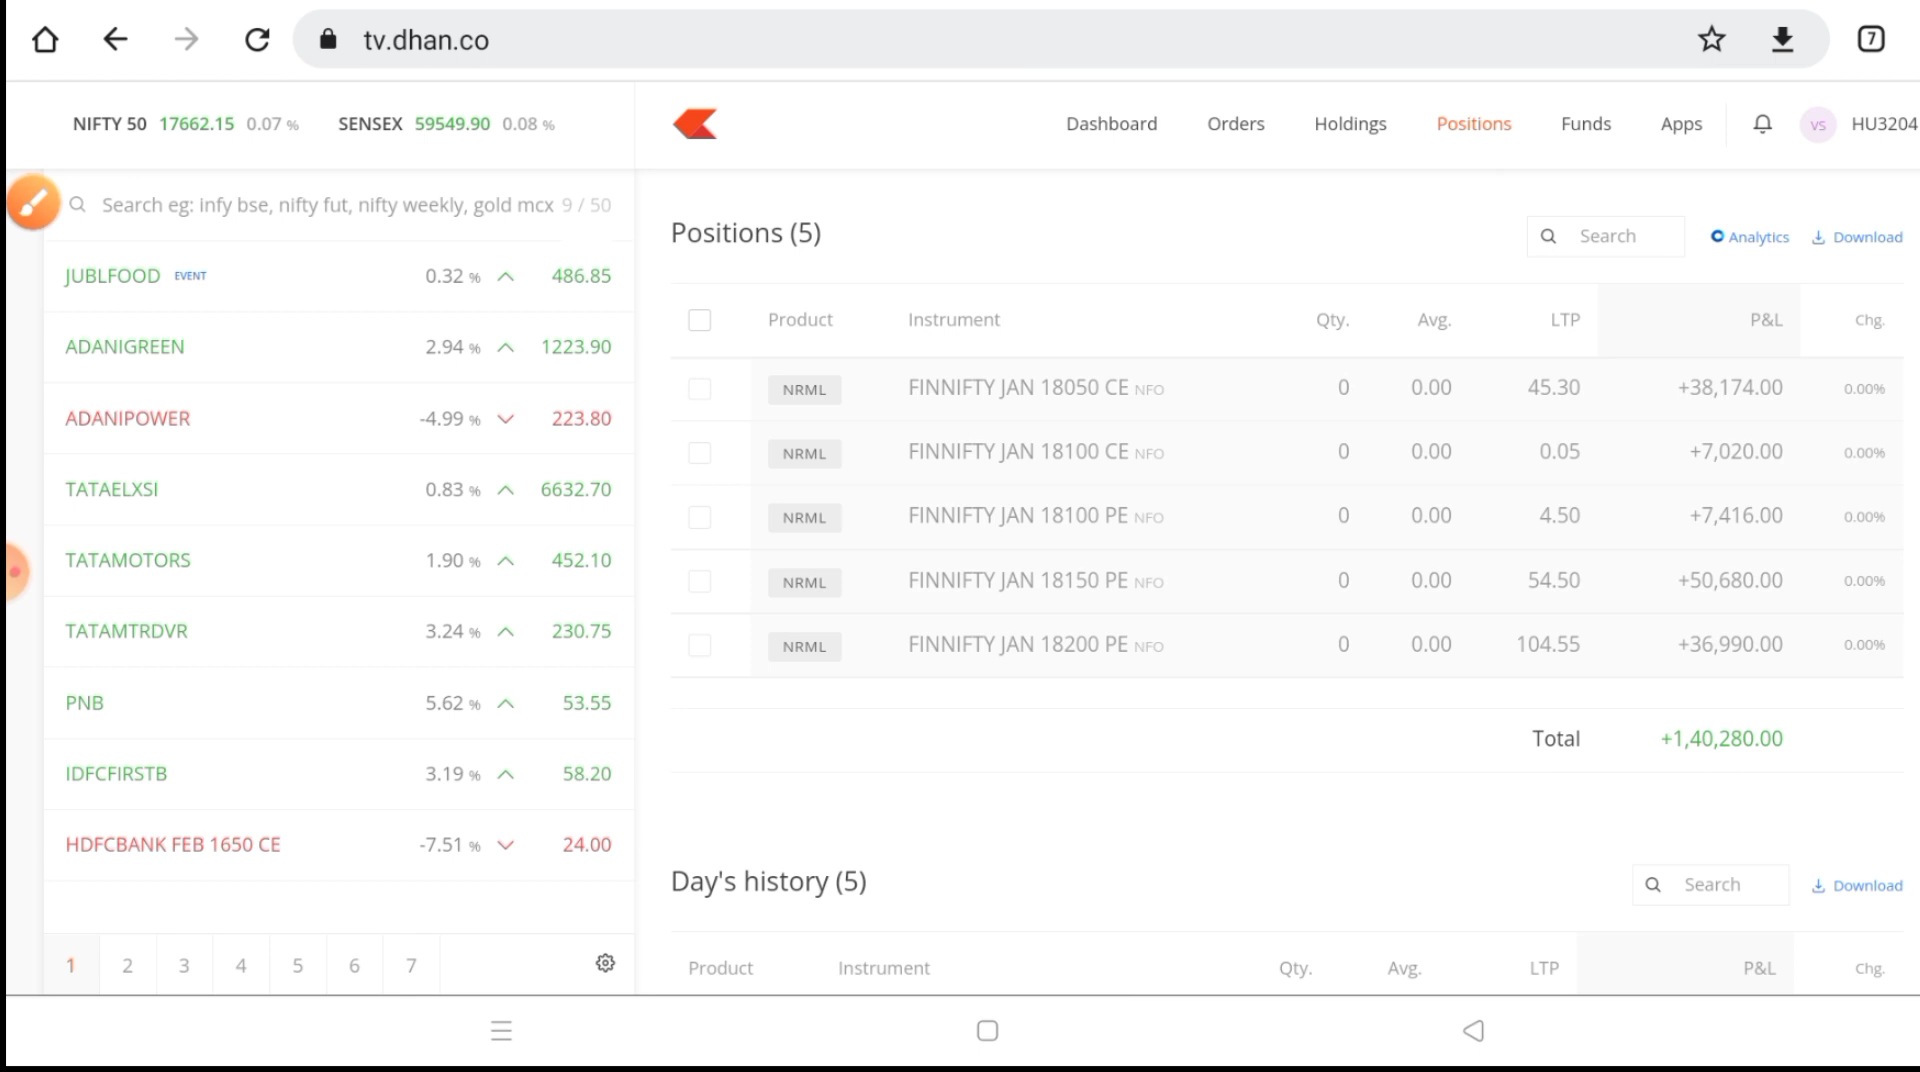 tv.dhan.co
7
NIFTY 50 17662.15 0.07 % SENSEX 59549.90 0.08 %
Dashboard Orders Holdings Positions Funds Apps VS HU3204
Search eg: infy bse, nifty fut, nifty weekly, gold mcx 9 / 50
JUBLFOOD EVENT 0.32 % 486.85
ADANIGREEN 2.94 % 1223.90
ADANIPOWER -4.99 % 223.80
TATAELXSI 0.83 % 6632.70
TATAMOTORS 1.90 % 452.10
TATAMTRDVR 3.24 % 230.75
PNB 5.62 % 53.55
IDFCFIRSTB 3.19 % 58.20
HDFCBANK FEB 1650 CE -7.51 % 24.00
1 2 3 4 5 6 7
Positions (5) Search Analytics Download
Product Instrument Qty. Avg. LTP P&L Chg.
NRML FINNIFTY JAN 18050 CE NFO 0 0.00 45.30 +38,174.00 0.00%
NRML FINNIFTY JAN 18100 CE NFO 0 0.00 0.05 +7,020.00 0.00%
NRML FINNIFTY JAN 18100 PE NFO 0 0.00 4.50 +7,416.00 0.00%
NRML FINNIFTY JAN 18150 PE NFO 0 0.00 54.50 +50,680.00 0.00%
NRML FINNIFTY JAN 18200 PE NFO 0 0.00 104.55 +36,990.00 0.00%
Total +1,40,280.00
Day's history (5) Search Download
Product Instrument Qty. Avg. LTP P&L Chg.